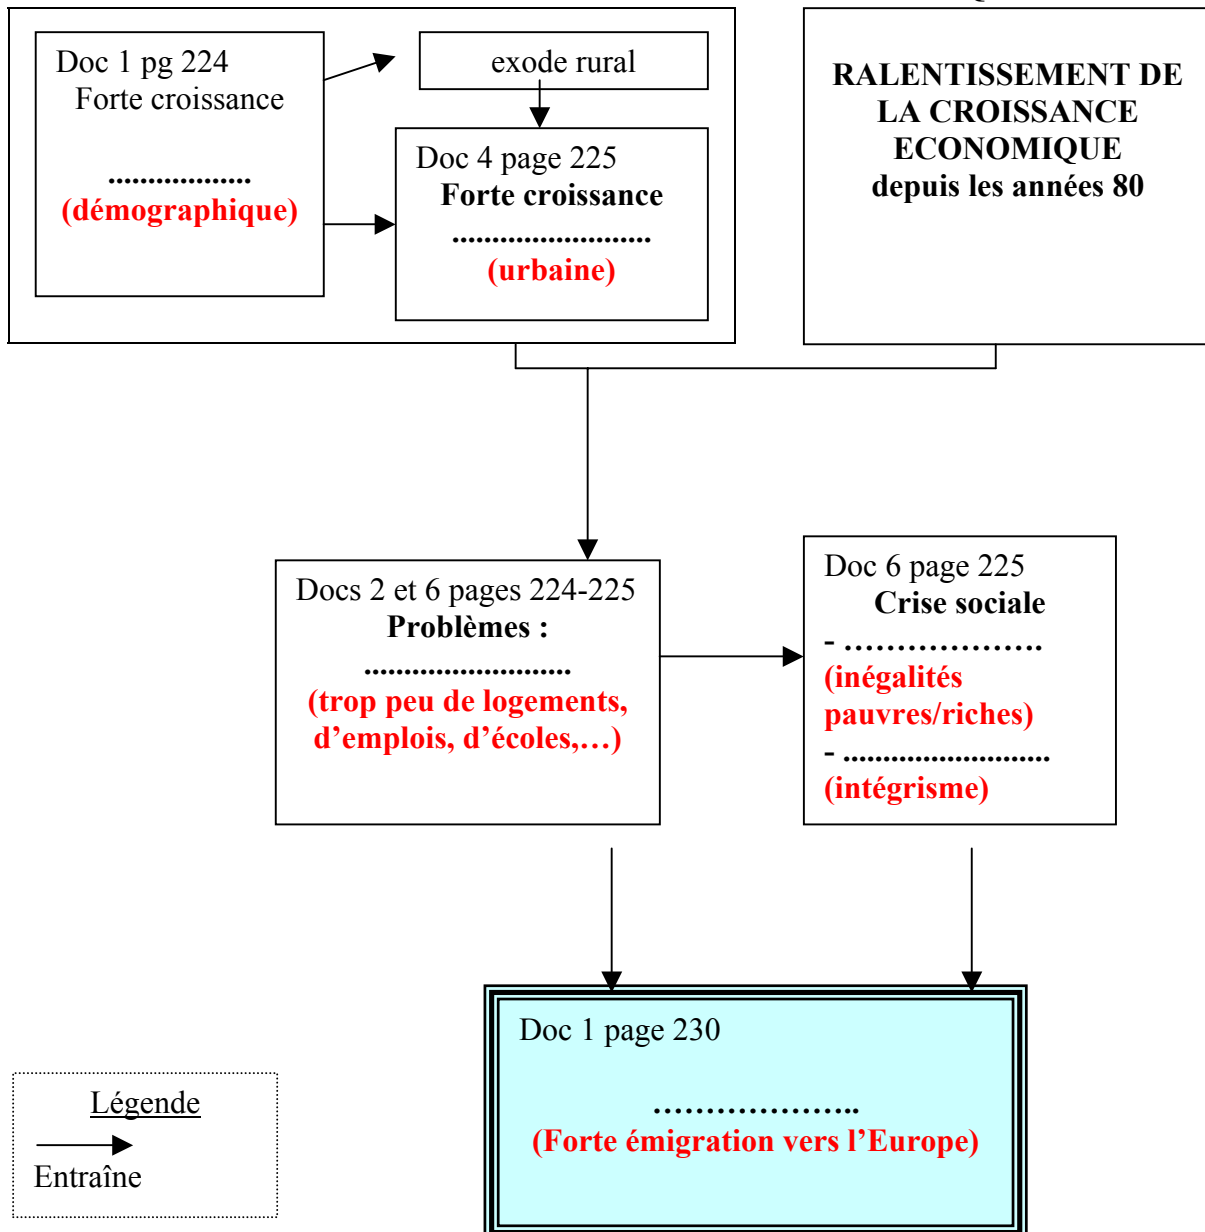 Doc 1 pg 224
Forte croissance
..................
(démographique)
exode rural
Doc 4 page 225
Forte croissance
.........................
(urbaine)
RALENTISSEMENT DE
LA CROISSANCE
ECONOMIQUE
depuis les années 80
Docs 2 et 6 pages 224-225
Problèmes :
..........................
(trop peu de logements,
d’emplois, d’écoles,…)
Doc 6 page 225
Crise sociale
- ………………….
(inégalités
pauvres/riches)
- ..........................
(intégrisme)
Doc 1 page 230
…………………..
(Forte émigration vers l’Europe)
Légende
Entraîne